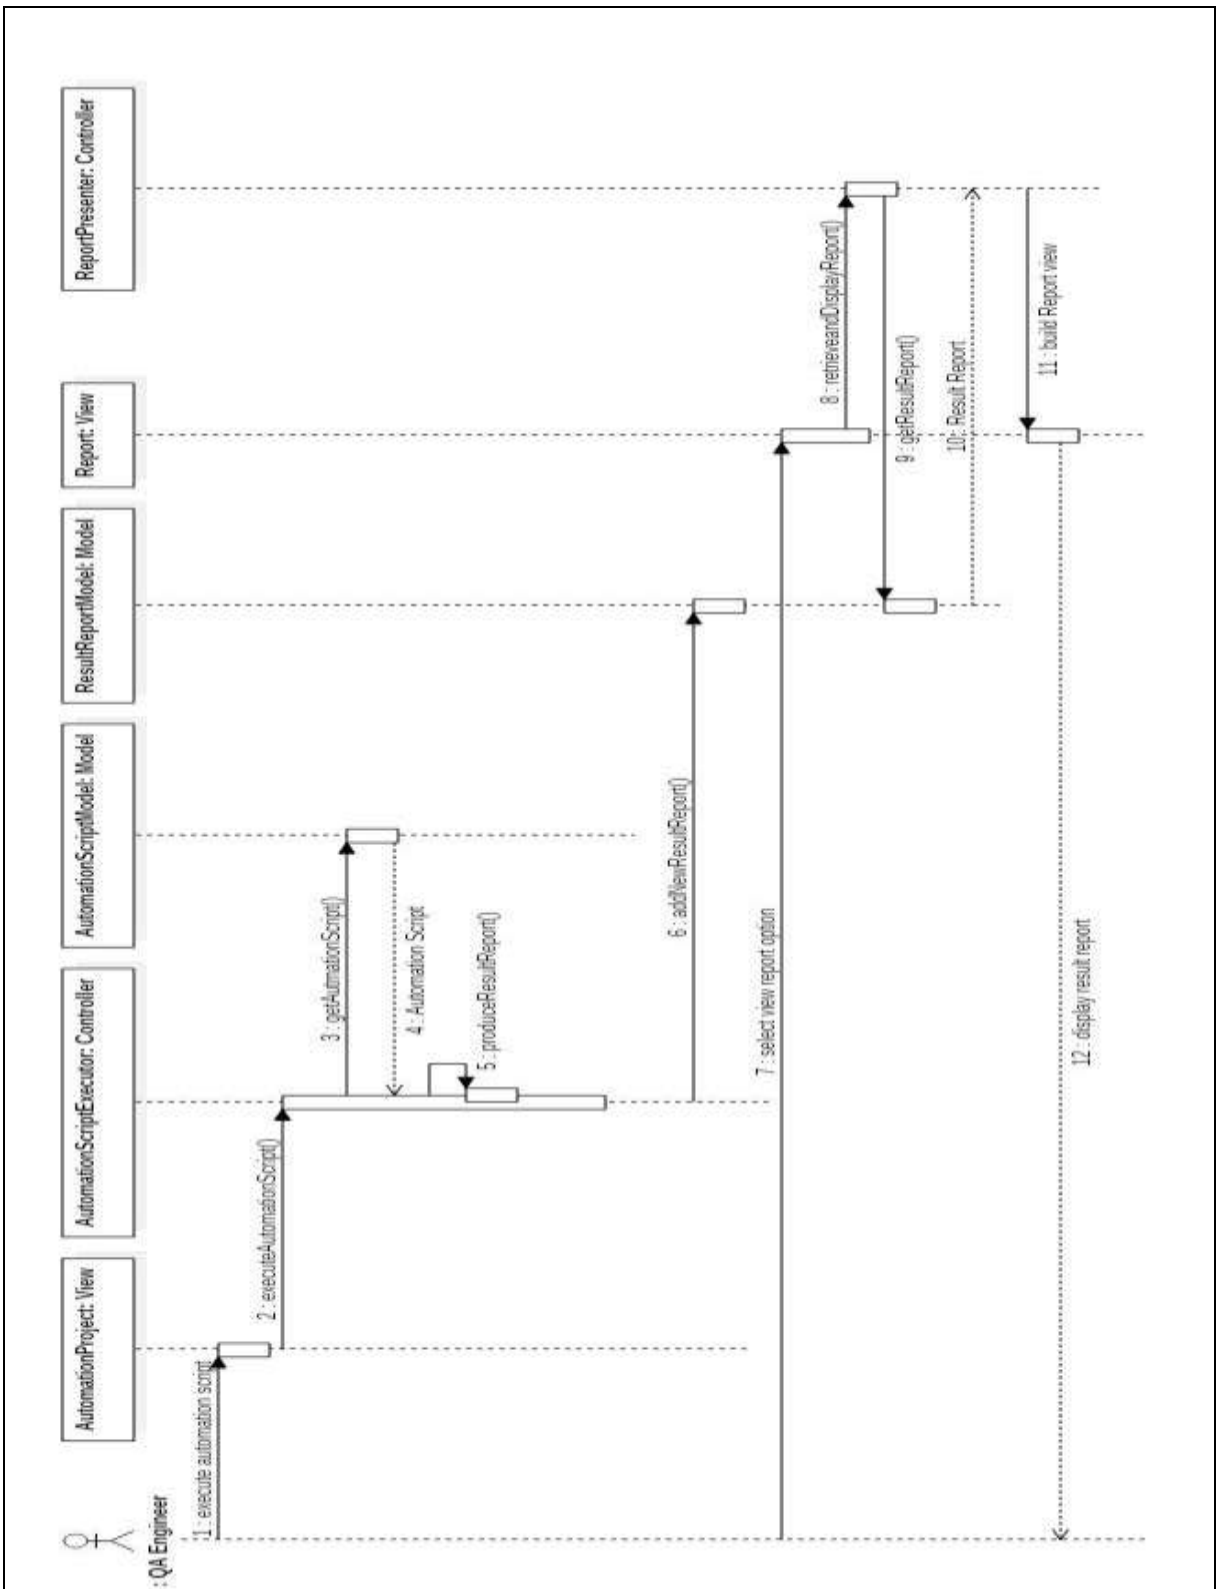 : QA Engineer
AutomationProject: View
AutomationScriptExecutor: Controller
AutomationScriptModel: Model
ResultReportModel: Model
Report: View
ReportPresenter: Controller
1 : execute automation script
2 : executeAutomationScript()
3 : getAutmationScript()
4 : Automation Script
5 : produceResultReport()
6 : addNewResultReport()
7 : select view report option
8 : retrieveandDisplayReport()
9 : getResultReport()
10 : Result Report
11 : build Report view
12 : display result report